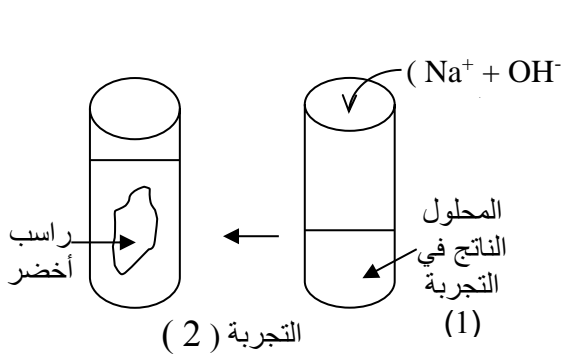 ( Na⁺ + OH⁻
المحلول
الناتج في
التجربة
(1)
راسب
أخضر
التجربة ( 2 )